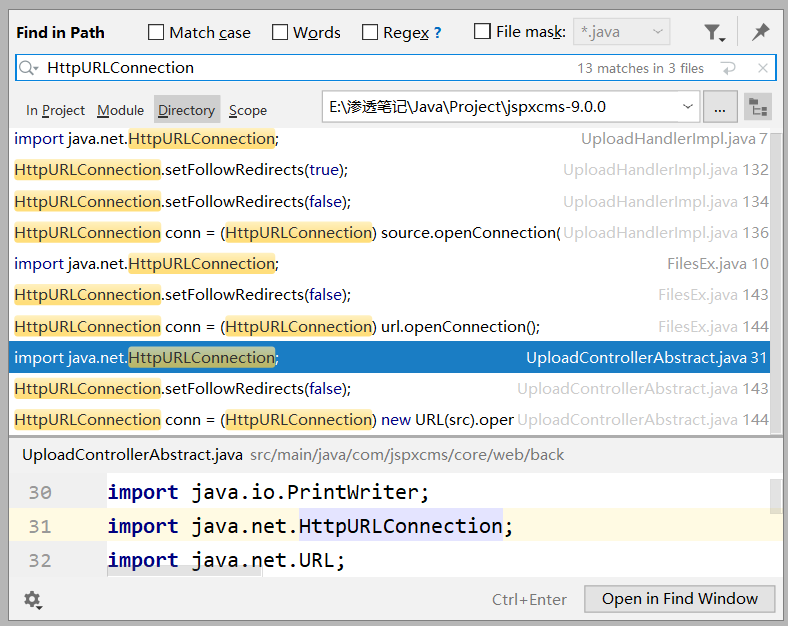 Find in Path Match case Words Regex ? File mask: *.java
HttpURLConnection 13 matches in 3 files
In Project Module Directory Scope E:\渗透笔记\Java\Project\jspxcms-9.0.0 ...
import java.net.HttpURLConnection; UploadHandlerImpl.java 7
HttpURLConnection.setFollowRedirects(true); UploadHandlerImpl.java 132
HttpURLConnection.setFollowRedirects(false); UploadHandlerImpl.java 134
HttpURLConnection conn = (HttpURLConnection) source.openConnection( UploadHandlerImpl.java 136
import java.net.HttpURLConnection; FilesEx.java 10
HttpURLConnection.setFollowRedirects(false); FilesEx.java 143
HttpURLConnection conn = (HttpURLConnection) url.openConnection(); FilesEx.java 144
import java.net.HttpURLConnection; UploadControllerAbstract.java 31
HttpURLConnection.setFollowRedirects(false); UploadControllerAbstract.java 143
HttpURLConnection conn = (HttpURLConnection) new URL(src).oper UploadControllerAbstract.java 144
UploadControllerAbstract.java src/main/java/com/jspxcms/core/web/back
30 import java.io.PrintWriter;
31 import java.net.HttpURLConnection;
32 import java.net.URL;
Ctrl+Enter Open in Find Window